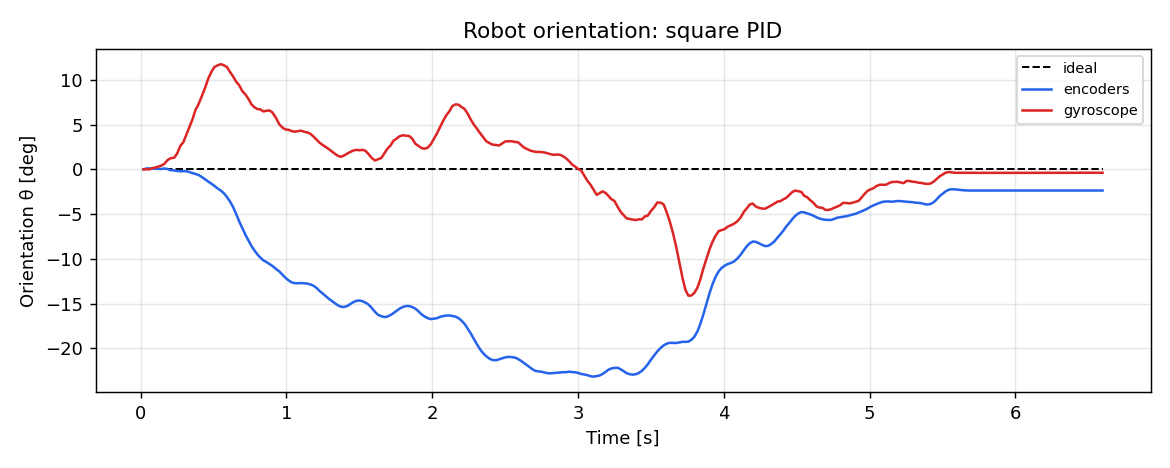 Robot orientation: square PID
Orientation θ [deg]
10
5
0
−5
−10
−15
−20
ideal
encoders
gyroscope
0 1 2 3 4 5 6
Time [s]